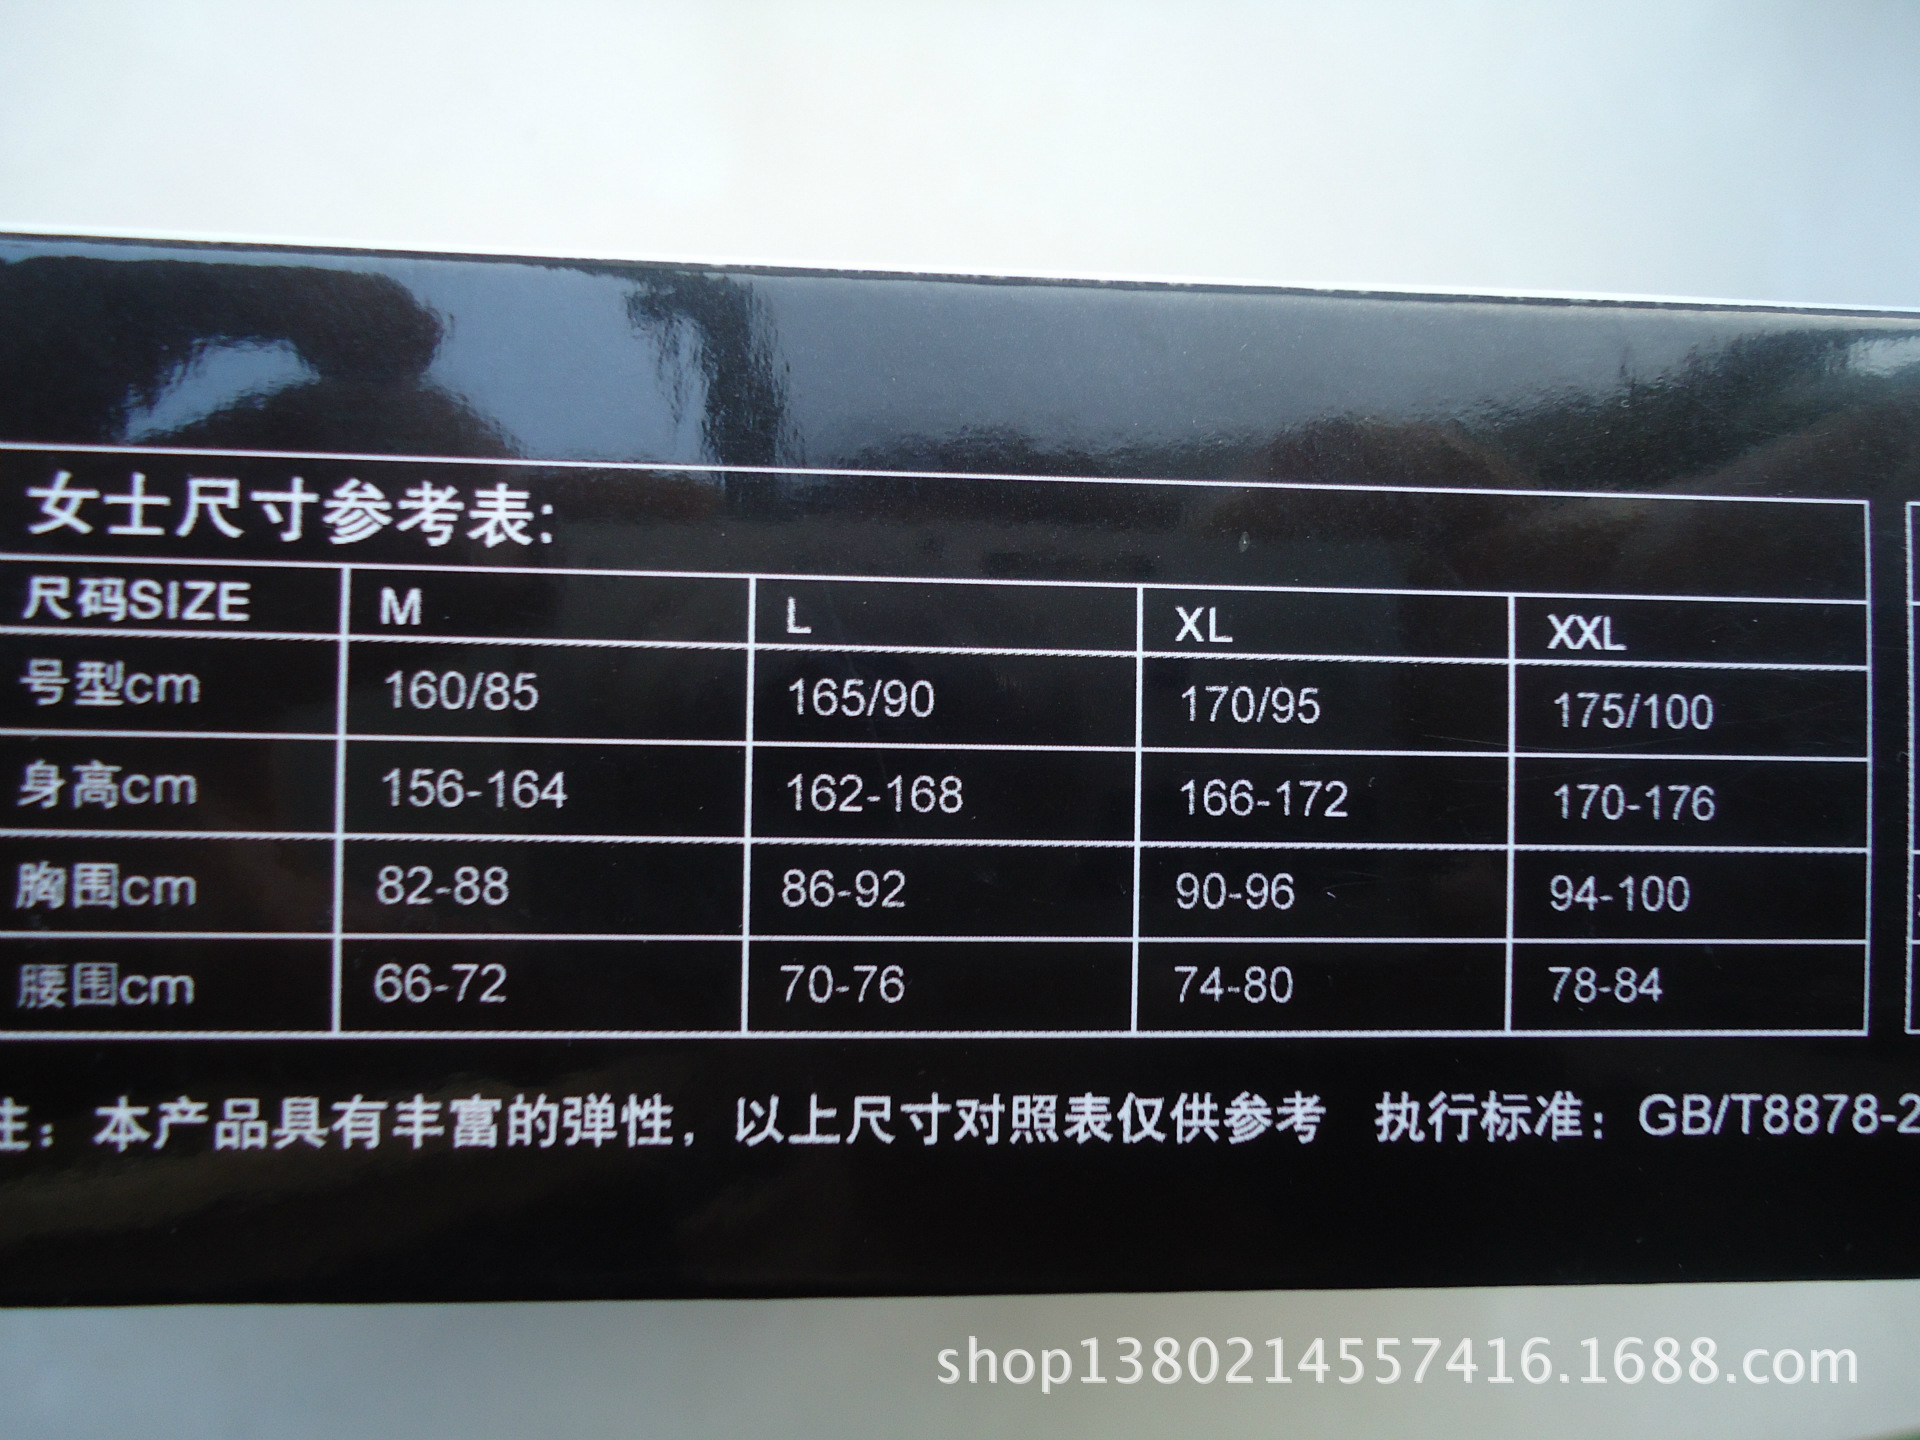 女士尺寸参考表:
尺码SIZE M L XL XXL
号型cm 160/85 165/90 170/95 175/100
身高cm 156-164 162-168 166-172 170-176
胸围cm 82-88 86-92 90-96 94-100
腰围cm 66-72 70-76 74-80 78-84
注：本产品具有丰富的弹性，以上尺寸对照表仅供参考 执行标准：GB/T8878-2
shop1380214557416.1688.com